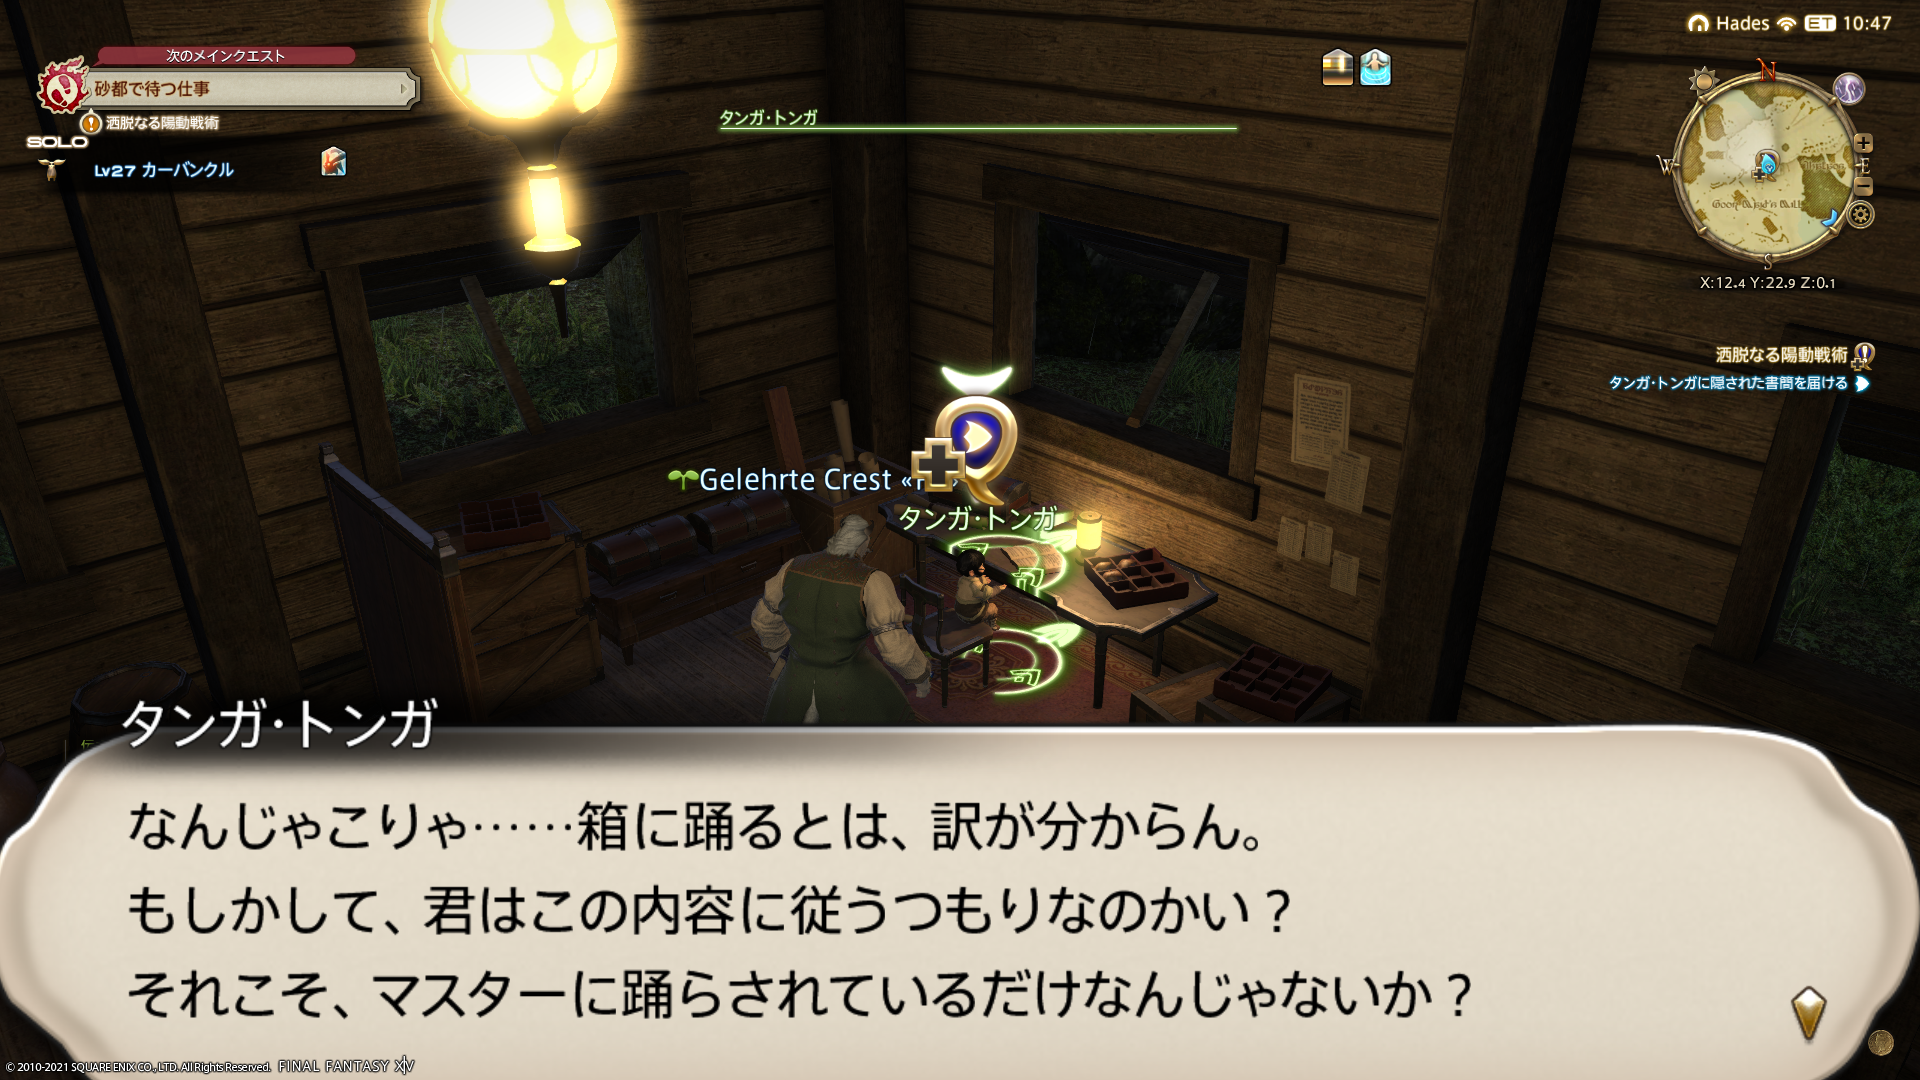 次のメインクエスト
砂都で待つ仕事
洒脱なる陽動戦術
SOLO
Lv27 カーバンクル
タンガ・トンガ
Hades ET 10:47
N
W
E
S
X:12.4 Y:22.9 Z:0.1
洒脱なる陽動戦術
タンガ・トンガに隠された書簡を届ける
Gelehrte Crest
タンガ・トンガ
タンガ・トンガ
なんじゃこりゃ……箱に踊るとは、訳が分からん。
もしかして、君はこの内容に従うつもりなのかい？
それこそ、マスターに踊らされているだけなんじゃないか？
© 2010-2021 SQUARE ENIX CO., LTD. All Rights Reserved. FINAL FANTASY XIV